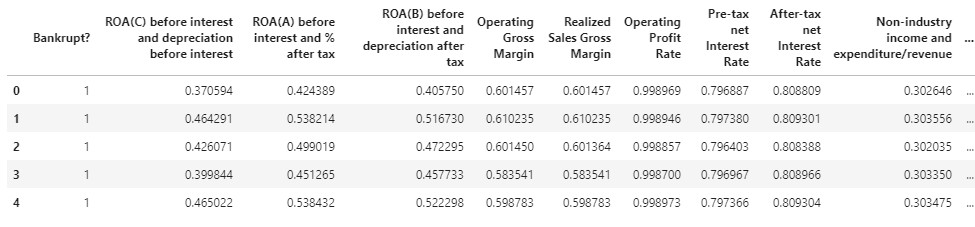 Bankrupt? ROA(C) before interest and depreciation before interest ROA(A) before interest and % after tax ROA(B) before interest and depreciation after tax Operating Gross Margin Realized Sales Gross Margin Operating Profit Rate Pre-tax net Interest Rate After-tax net Interest Rate Non-industry income and expenditure/revenue ...
0 1 0.370594 0.424389 0.405750 0.601457 0.601457 0.998969 0.796887 0.808809 0.302646 ...
1 1 0.464291 0.538214 0.516730 0.610235 0.610235 0.998946 0.797380 0.809301 0.303556 ...
2 1 0.426071 0.499019 0.472295 0.601450 0.601364 0.998857 0.796403 0.808388 0.302035 ...
3 1 0.399844 0.451265 0.457733 0.583541 0.583541 0.998700 0.796967 0.808966 0.303350 ...
4 1 0.465022 0.538432 0.522298 0.598783 0.598783 0.998973 0.797366 0.809304 0.303475 ...